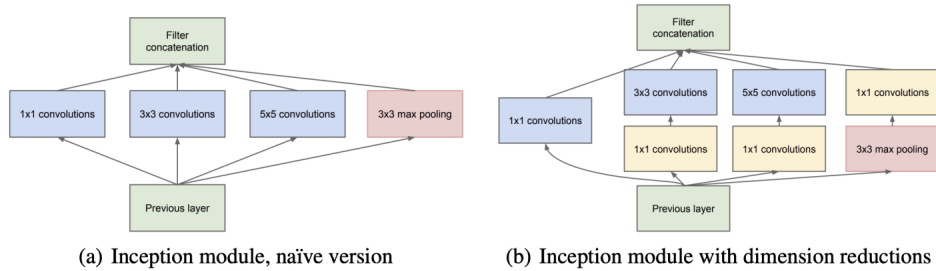 Filter
concatenation
1x1 convolutions
3x3 convolutions
5x5 convolutions
3x3 max pooling
Previous layer
(a) Inception module, naïve version
Filter
concatenation
3x3 convolutions
5x5 convolutions
1x1 convolutions
1x1 convolutions
1x1 convolutions
1x1 convolutions
3x3 max pooling
Previous layer
(b) Inception module with dimension reductions